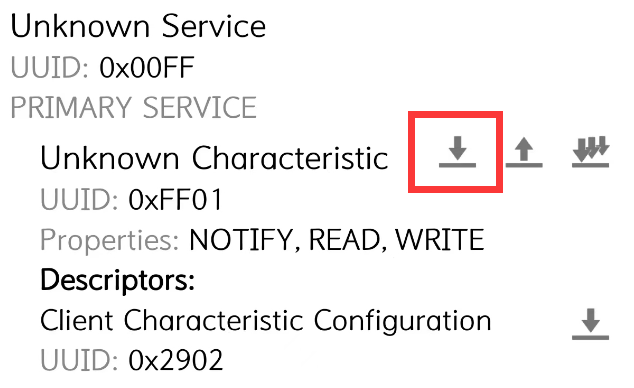 Unknown Service
UUID: 0x00FF
PRIMARY SERVICE
Unknown Characteristic
UUID: 0xFF01
Properties: NOTIFY, READ, WRITE
Descriptors:
Client Characteristic Configuration
UUID: 0x2902